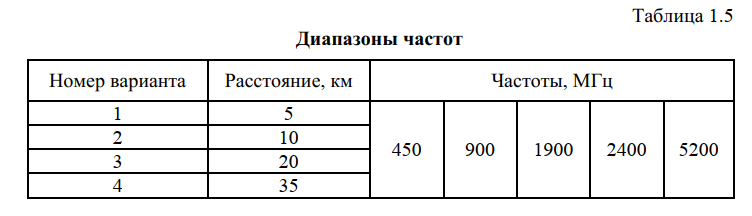 Таблица 1.5
Диапазоны частот
Номер варианта Расстояние, км Частоты, МГц
1 5
2 10
3 20
4 35
450 900 1900 2400 5200